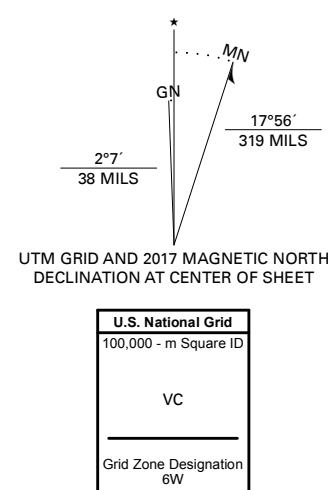 ★
MN
GN
17°56´
319 MILS
2°7´
38 MILS
UTM GRID AND 2017 MAGNETIC NORTH
DECLINATION AT CENTER OF SHEET
U.S. National Grid
100,000 - m Square ID
VC
Grid Zone Designation
6W